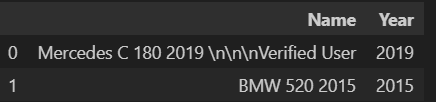 Name Year
0 Mercedes C 180 2019 \n\n\nVerified User 2019
1 BMW 520 2015 2015